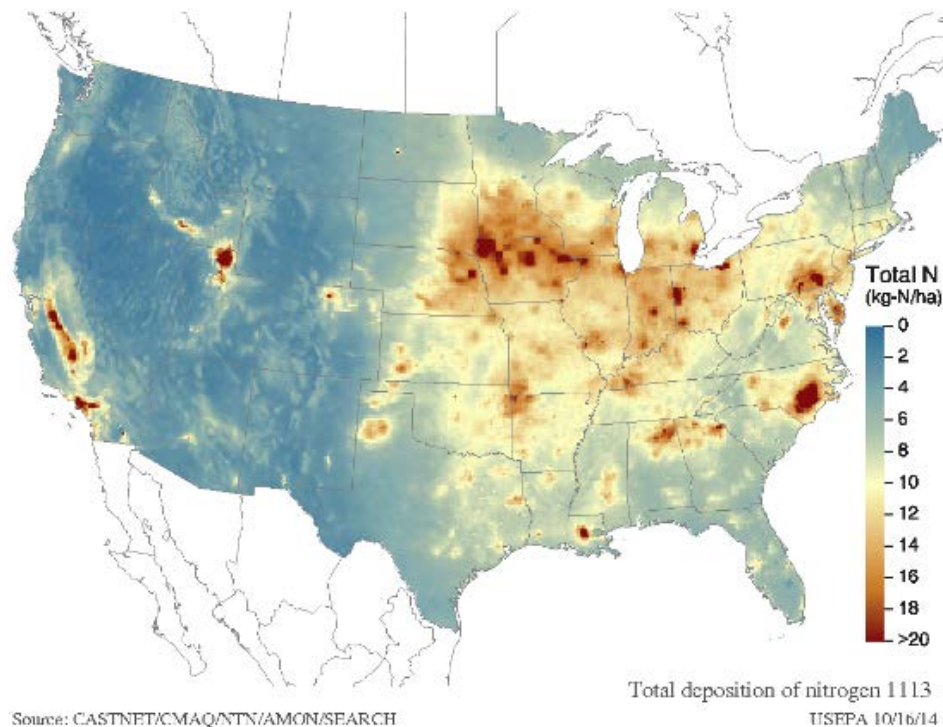 Total N
(kg-N/ha)
0
2
4
6
8
10
12
14
16
18
>20
Total deposition of nitrogen 1113
Source: CASTNET/CMAQ/NTN/AMON/SEARCH
USEPA 10/16/14